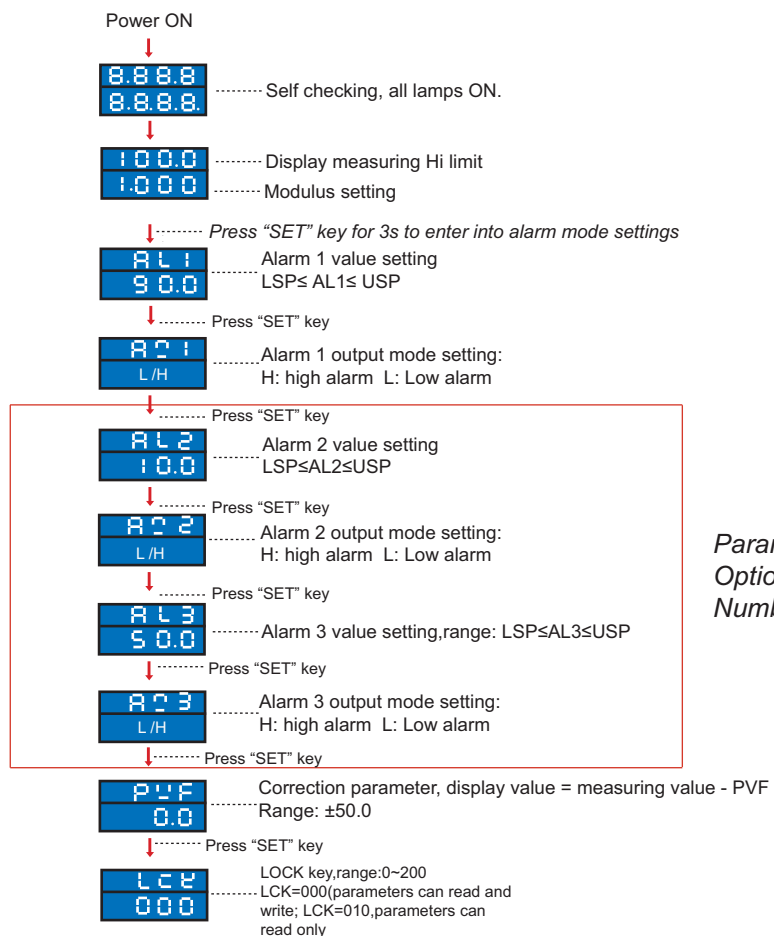 Power ON
8.8 8.8
8.8.8.8.
Self checking, all lamps ON.
100.0
Display measuring Hi limit
1.000
Modulus setting
Press “SET” key for 3s to enter into alarm mode settings
AL1
90.0
Alarm 1 value setting
LSP≤ AL1≤ USP
Press “SET” key
L /H
Alarm 1 output mode setting:
H: high alarm L: Low alarm
Press “SET” key
AL2
10.0
Alarm 2 value setting
LSP≤AL2≤USP
Press “SET” key
L /H
Alarm 2 output mode setting:
H: high alarm L: Low alarm
Param
Optio
Numb
Press “SET” key
AL3
50.0
Alarm 3 value setting,range: LSP≤AL3≤USP
Press “SET” key
L /H
Alarm 3 output mode setting:
H: high alarm L: Low alarm
Press “SET” key
PVF
0.0
Correction parameter, display value = measuring value - PVF
Range: ±50.0
Press “SET” key
LcK
000
LOCK key,range:0~200
LCK=000(parameters can read and
write; LCK=010,parameters can
read only